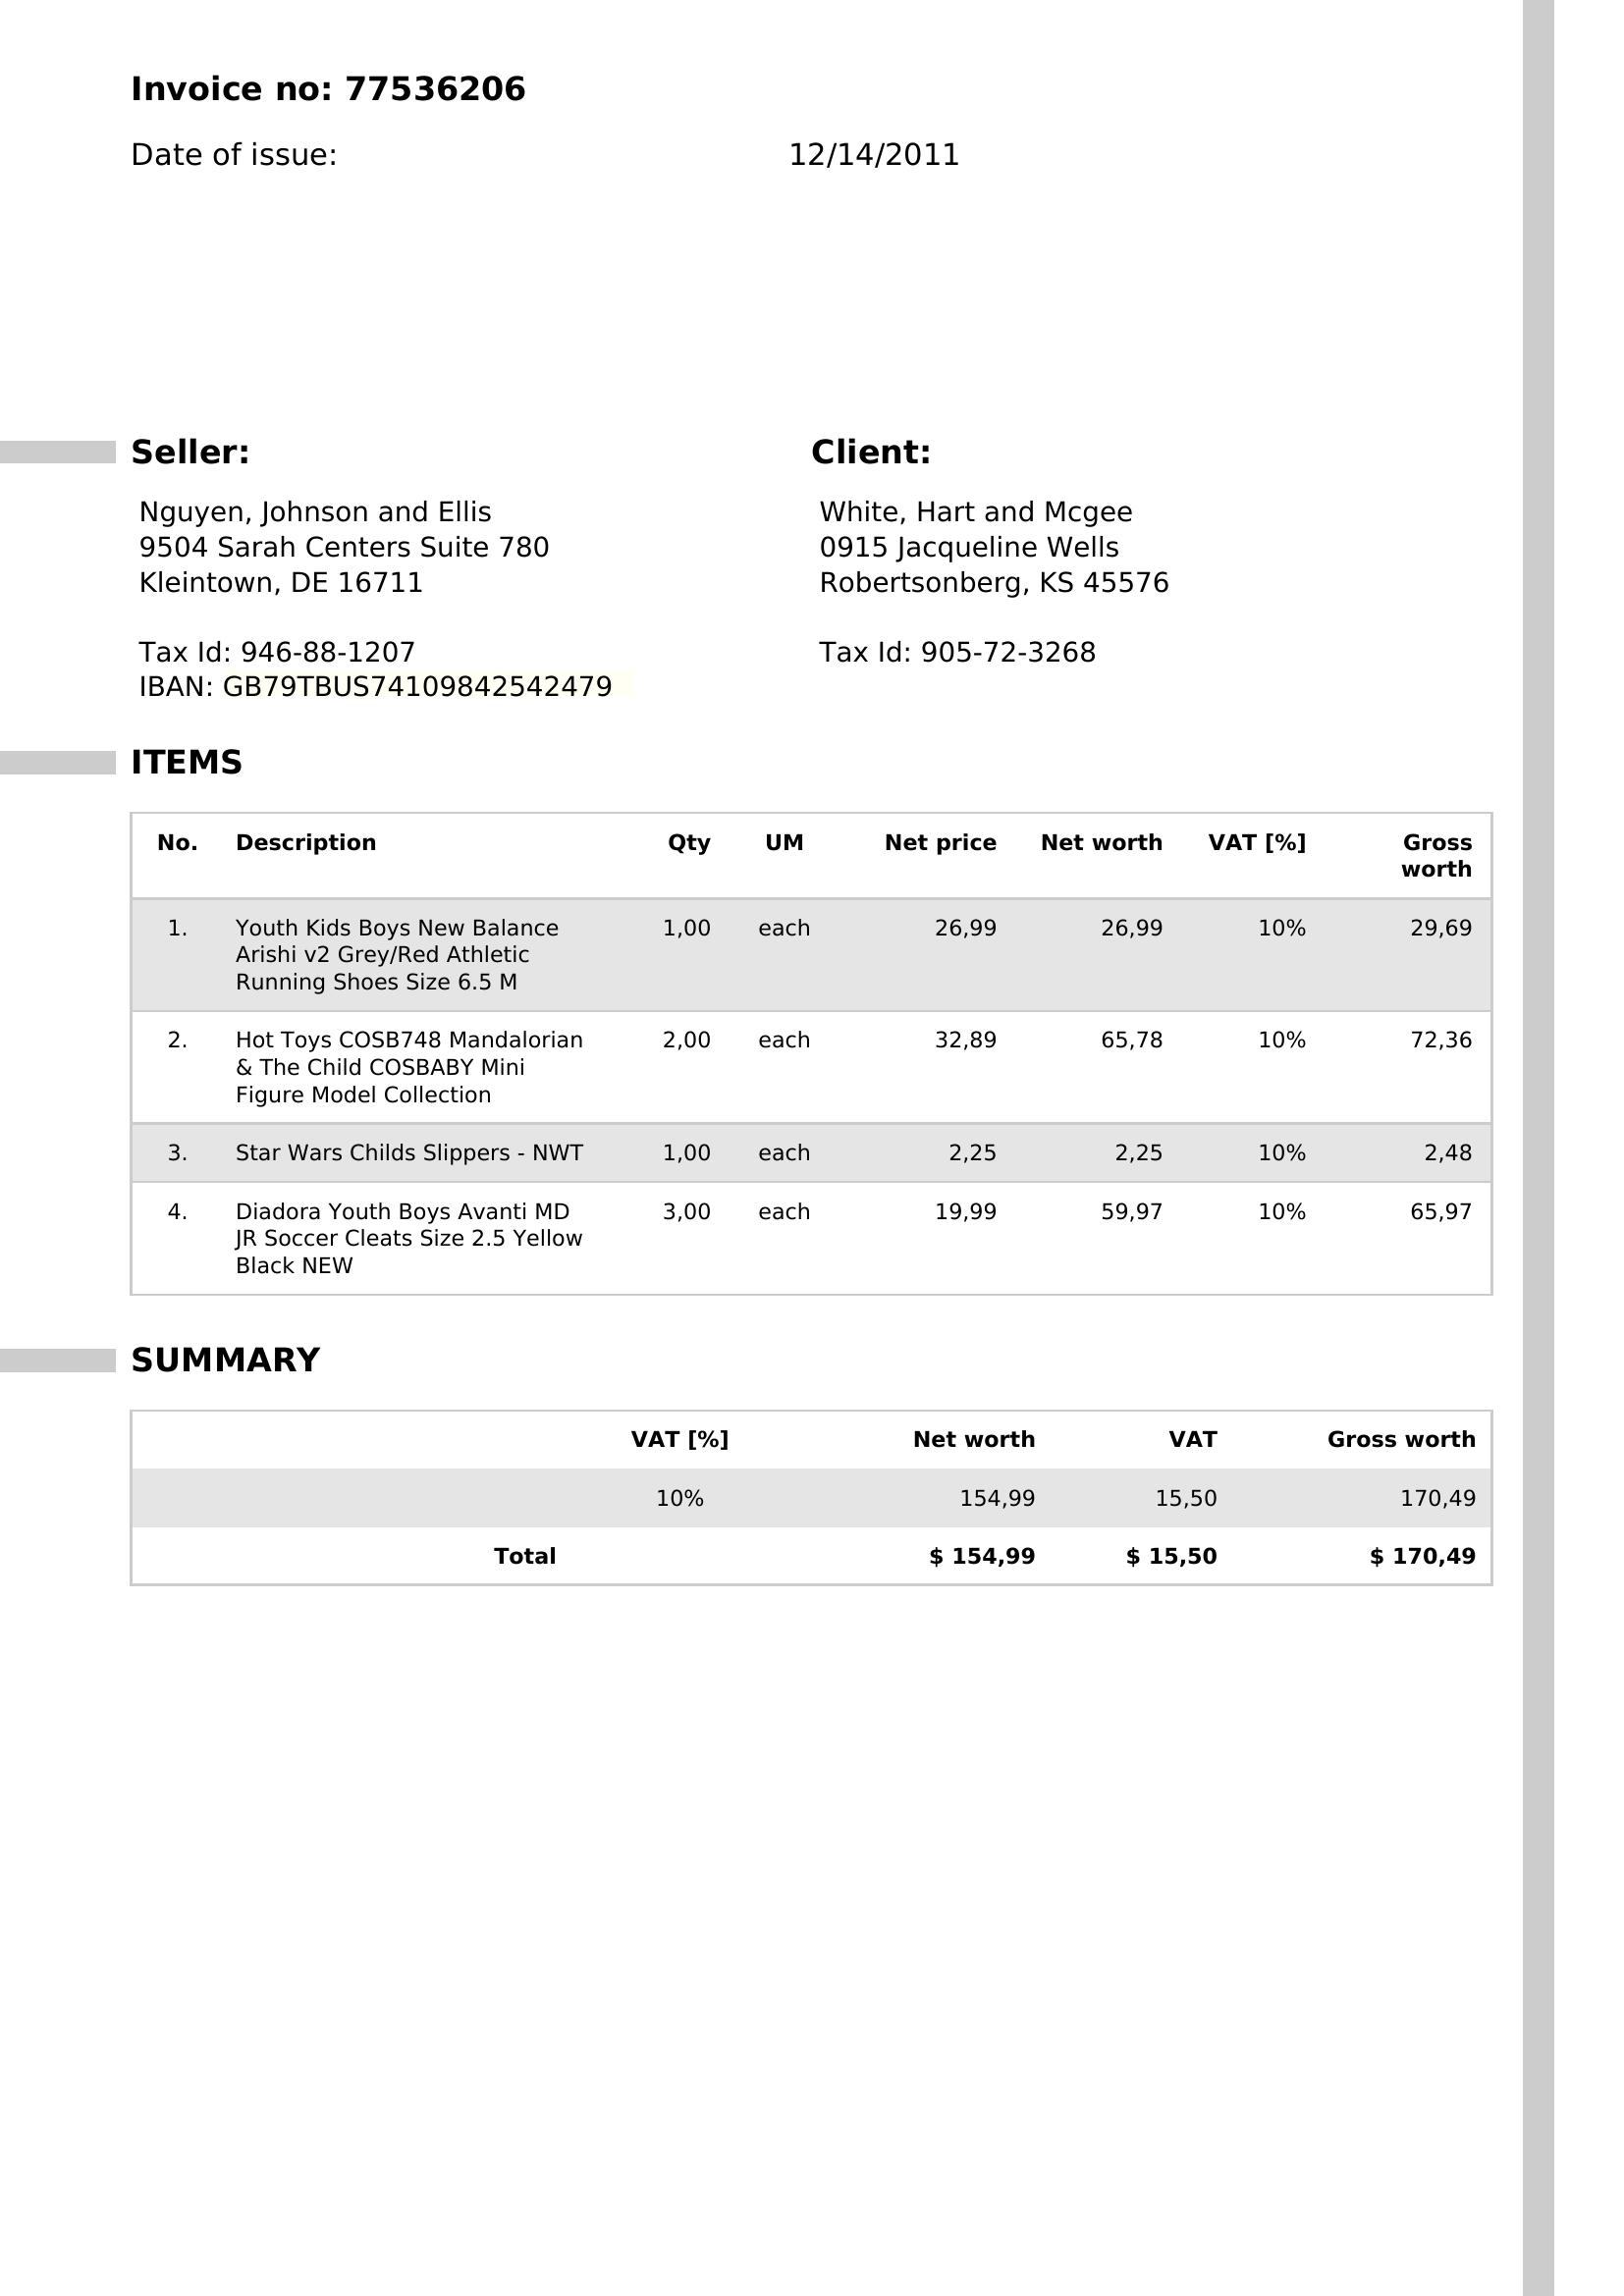 Invoice no: 77536206
Date of issue: 12/14/2011
Seller:
Nguyen, Johnson and Ellis
9504 Sarah Centers Suite 780
Kleintown, DE 16711
Tax Id: 946-88-1207
IBAN: GB79TBUS74109842542479
Client:
White, Hart and Mcgee
0915 Jacqueline Wells
Robertsonberg, KS 45576
Tax Id: 905-72-3268
ITEMS
No. Description Qty UM Net price Net worth VAT [%] Gross
worth
1. Youth Kids Boys New Balance 1,00 each 26,99 26,99 10% 29,69
Arishi v2 Grey/Red Athletic
Running Shoes Size 6.5 M
2. Hot Toys COSB748 Mandalorian 2,00 each 32,89 65,78 10% 72,36
& The Child COSBABY Mini
Figure Model Collection
3. Star Wars Childs Slippers - NWT 1,00 each 2,25 2,25 10% 2,48
4. Diadora Youth Boys Avanti MD 3,00 each 19,99 59,97 10% 65,97
JR Soccer Cleats Size 2.5 Yellow
Black NEW
SUMMARY
VAT [%] Net worth VAT Gross worth
10% 154,99 15,50 170,49
Total $ 154,99 $ 15,50 $ 170,49